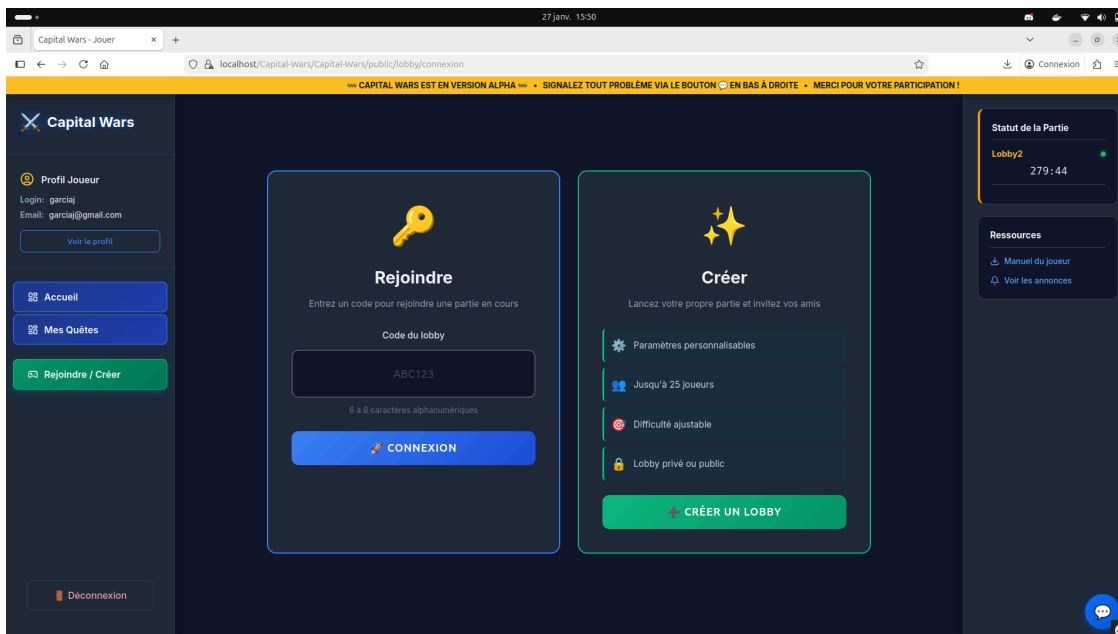 27 janv. 15:50
Capital Wars - Jouer
localhost/Capital-Wars/Capital-Wars/public/lobby/connexion
Connexion
CAPITAL WARS EST EN VERSION ALPHA • SIGNALEZ TOUT PROBLÈME VIA LE BOUTON 💬 EN BAS À DROITE • MERCI POUR VOTRE PARTICIPATION !
Capital Wars
Profil Joueur
Login: garciaj
Email: garciaj@gmail.com
Voir le profil
Accueil
Mes Quêtes
Rejoindre / Créer
Déconnexion
Rejoindre
Entrez un code pour rejoindre une partie en cours
Code du lobby
ABC123
6 à 8 caractères alphanumériques
🚀 CONNEXION
Créer
Lancez votre propre partie et invitez vos amis
Paramètres personnalisables
Jusqu'à 25 joueurs
Difficulté ajustable
Lobby privé ou public
➕ CRÉER UN LOBBY
Statut de la Partie
Lobby2
279:44
Ressources
Manuel du joueur
Voir les annonces